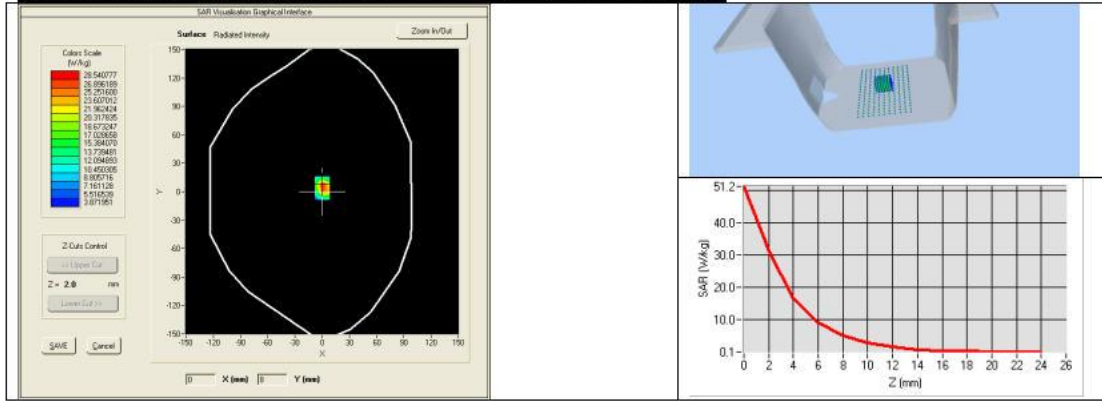 SAR Visualisation Graphical Interface
Surface Radiated Intensity
Zoom In/Out
Colors Scale
(W/kg)
28.540777
26.896189
25.251600
23.607012
21.962424
20.317835
18.673247
17.028658
15.384070
13.739481
12.094893
10.450305
8.805716
7.161128
5.516539
3.871951
150-
120-
90-
60-
30-
0-
-30-
-60-
-90-
-120-
-150-
Y
-150 -120 -90 -60 -30 0 30 60 90 120 150
X
Z-Cuts Control
<< Upper Cut
Z = 2.0 mm
Lower Cut >>
SAVE Cancel
0 X (mm) 0 Y (mm)
51.2-
40.0-
30.0-
20.0-
10.0-
0.1-
SAR (W/kg)
0 2 4 6 8 10 12 14 16 18 20 22 24 26
Z (mm)